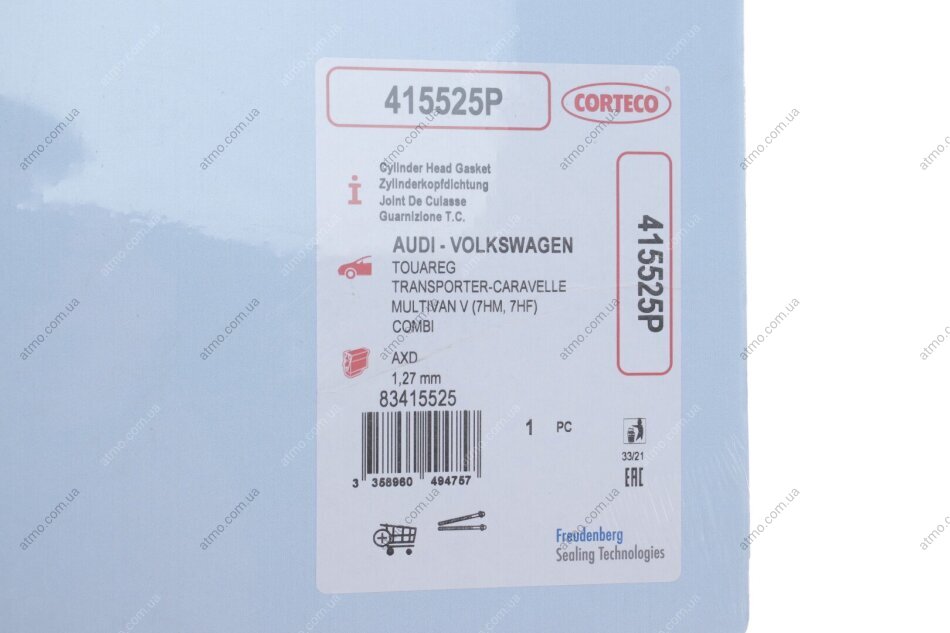 415525P
CORTECO®
Cylinder Head Gasket
Zylinderkopfdichtung
Joint De Culasse
Guarnizione T.C.
415525P
AUDI - VOLKSWAGEN
TOUAREG
TRANSPORTER-CARAVELLE
MULTIVAN V (7HM, 7HF)
COMBI
AXD
1,27 mm
83415525
1 PC
33/21
EAC
3 358960 494757
Freudenberg
Sealing Technologies
atmo.com.ua